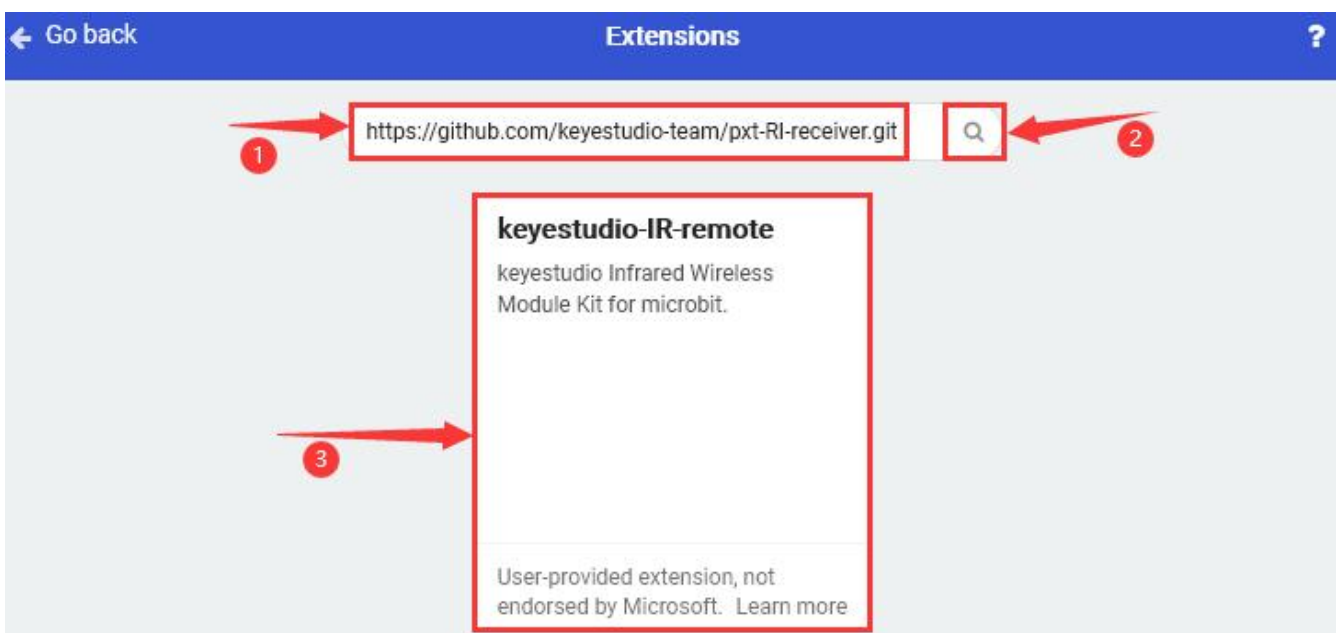 Go back
Extensions
?
https://github.com/keyestudio-team/pxt-RI-receiver.git
1
2
keyestudio-IR-remote
keyestudio Infrared Wireless
Module Kit for microbit.
3
User-provided extension, not
endorsed by Microsoft. Learn more